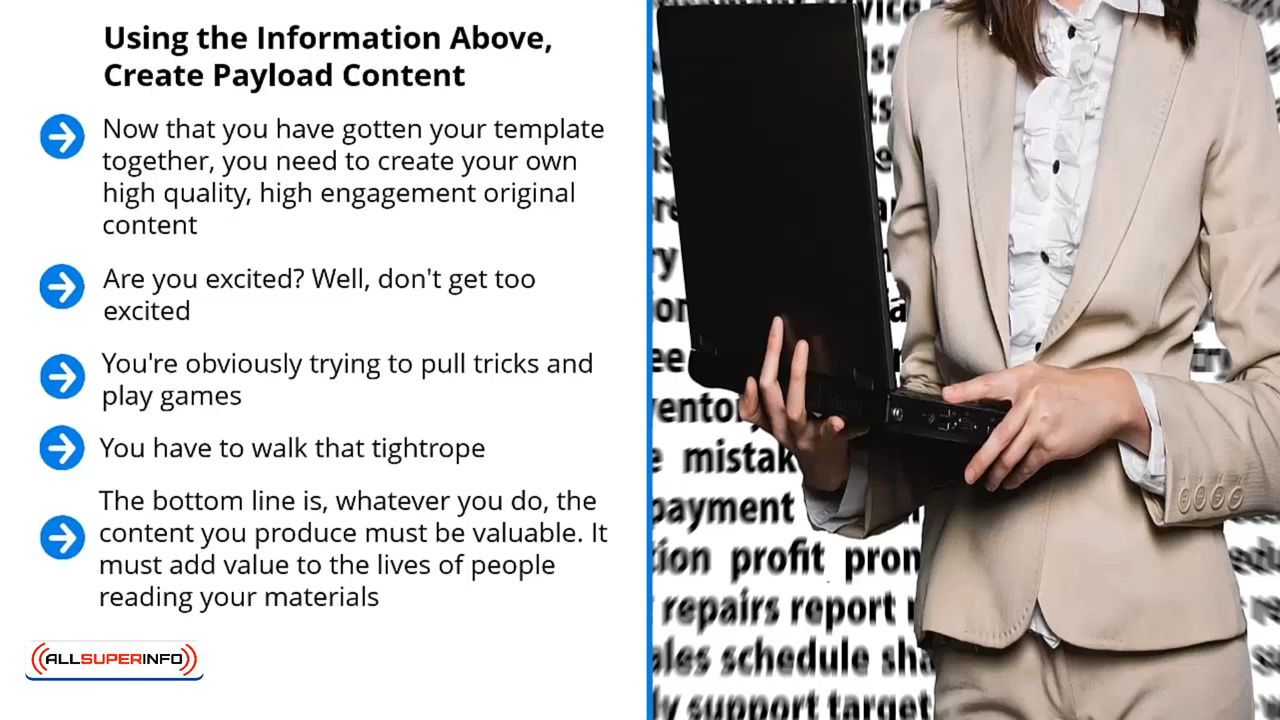 Using the Information Above,
Create Payload Content
Now that you have gotten your template
together, you need to create your own
high quality, high engagement original
content
Are you excited? Well, don't get too
excited
You're obviously trying to pull tricks and
play games
You have to walk that tightrope
The bottom line is, whatever you do, the
content you produce must be valuable. It
must add value to the lives of people
reading your materials
ALLSUPERINFO
payment
profit
repairs report
schedule
support target